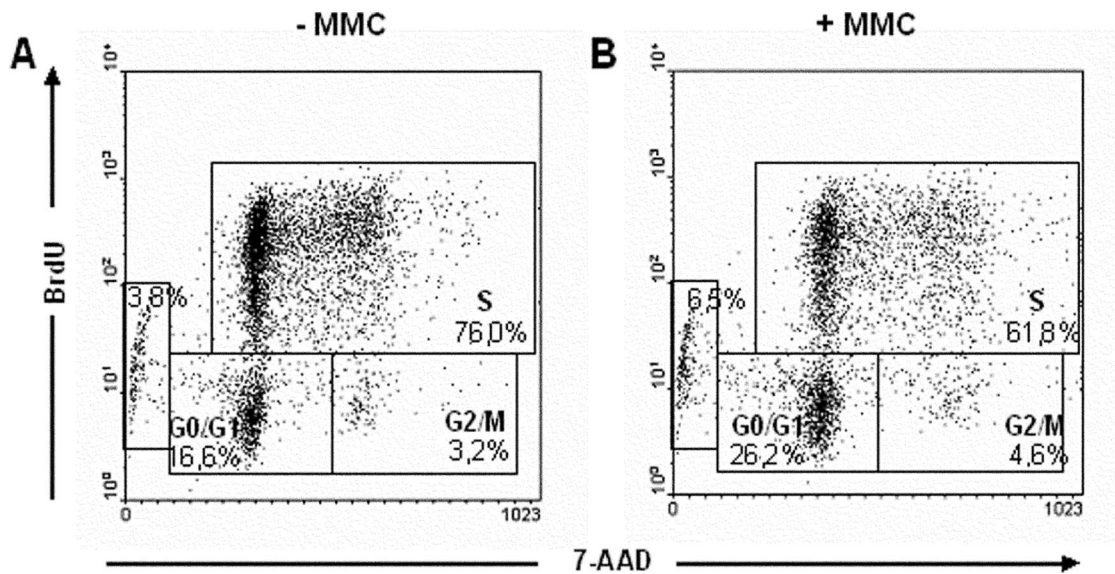 A
- MMC
B
+ MMC
BrdU
10⁴
10³
10²
10¹
10⁰
3,8%
S
76,0%
G0/G1
16,6%
G2/M
3,2%
0
1023
10⁴
10³
10²
10¹
10⁰
6,5%
S
61,8%
G0/G1
26,2%
G2/M
4,6%
0
1023
7-AAD